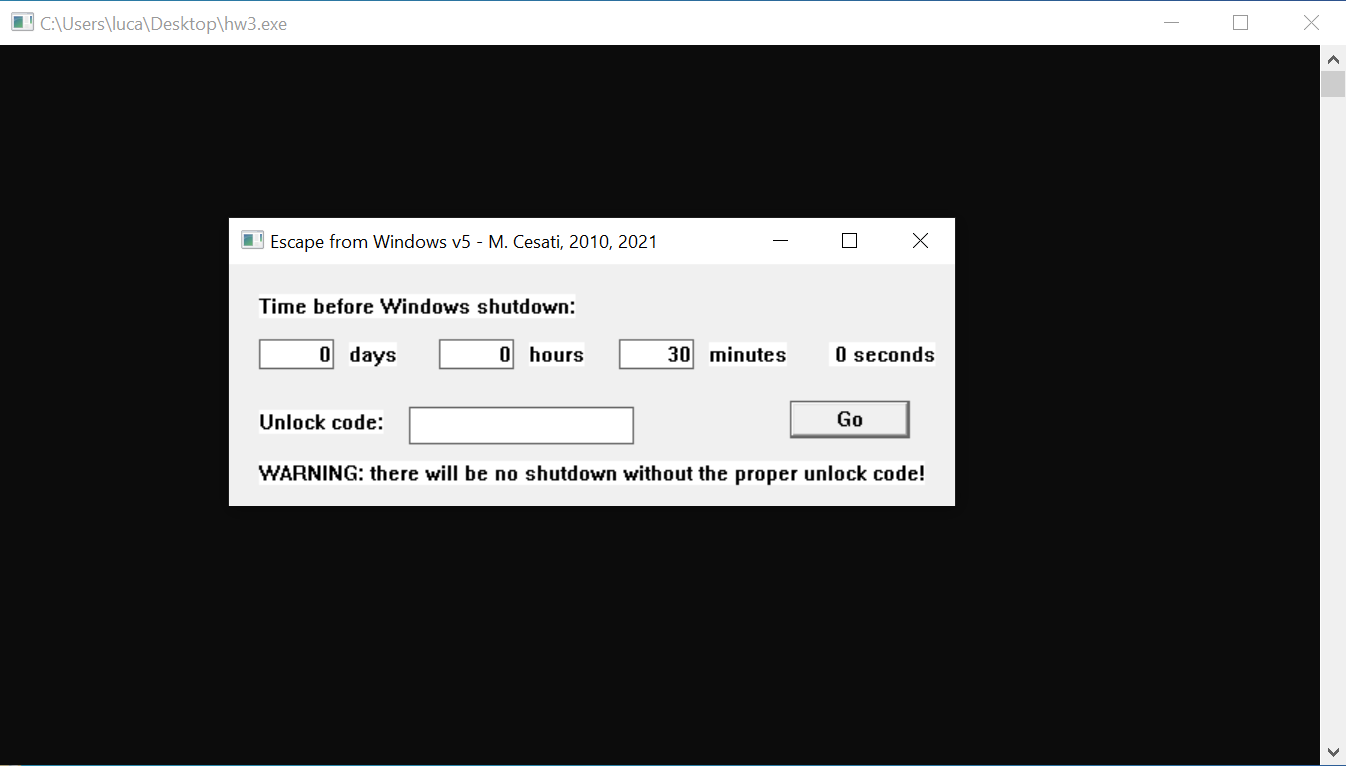 C:\Users\luca\Desktop\hw3.exe
Escape from Windows v5 - M. Cesati, 2010, 2021
Time before Windows shutdown:
0 days 0 hours 30 minutes 0 seconds
Unlock code: Go
WARNING: there will be no shutdown without the proper unlock code!